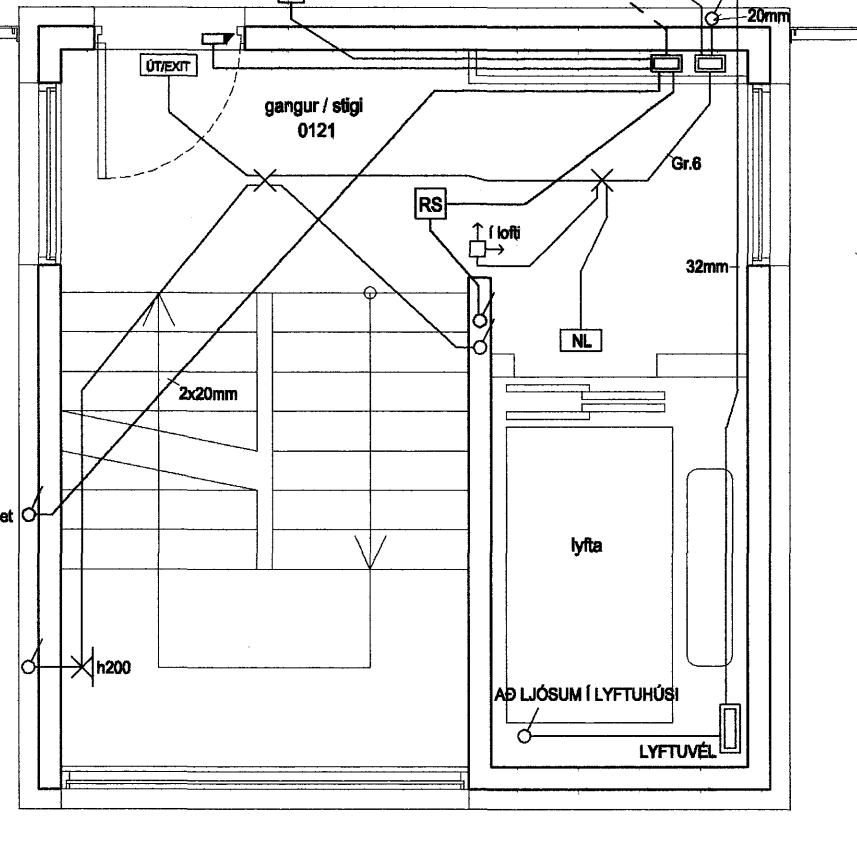 20mm
ÚT/EXIT
gangur / stigi
0121
Gr.6
RS
í lofti
32mm
NL
2x20mm
et
lyfta
h200
AÐ LJÓSUM Í LYFTUHÚSI
LYFTUVÉL